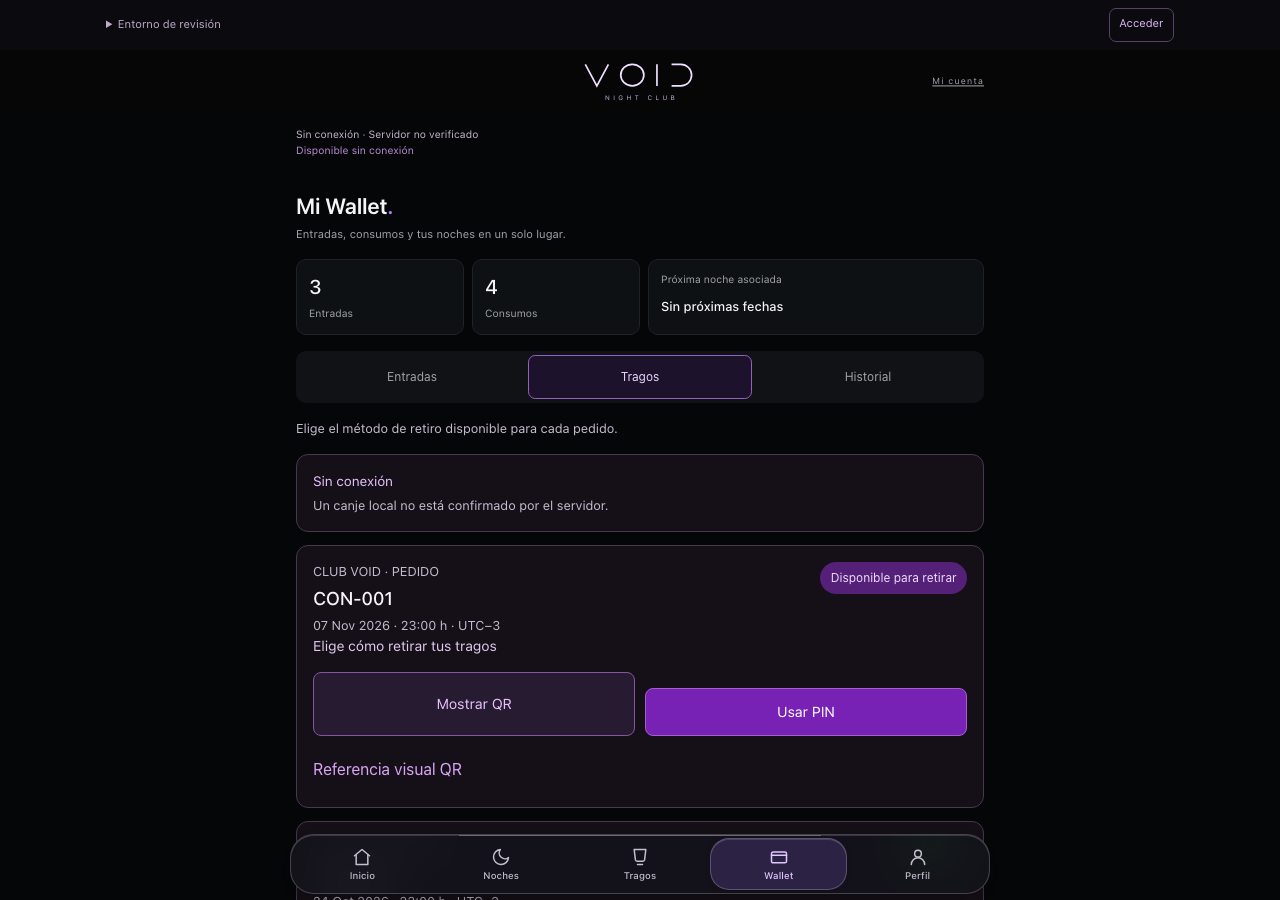 Entorno de revisión
Acceder
VOID
NIGHT CLUB
Mi cuenta
Sin conexión · Servidor no verificado
Disponible sin conexión
Mi Wallet.
Entradas, consumos y tus noches en un solo lugar.
3
Entradas
4
Consumos
Próxima noche asociada
Sin próximas fechas
Entradas
Tragos
Historial
Elige el método de retiro disponible para cada pedido.
Sin conexión
Un canje local no está confirmado por el servidor.
CLUB VOID · PEDIDO
Disponible para retirar
CON-001
07 Nov 2026 · 23:00 h · UTC−3
Elige cómo retirar tus tragos
Mostrar QR
Usar PIN
Referencia visual QR
Inicio
Noches
Tragos
Wallet
Perfil